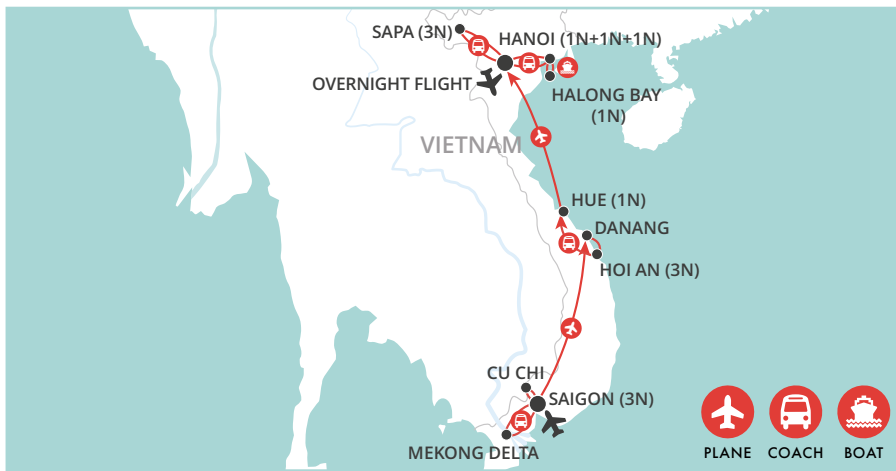 SAPA (3N)
HANOI (1N+1N+1N)
OVERNIGHT FLIGHT
HALONG BAY
(1N)
VIETNAM
HUE (1N)
DANANG
HOI AN (3N)
CU CHI
SAIGON (3N)
MEKONG DELTA
PLANE COACH BOAT